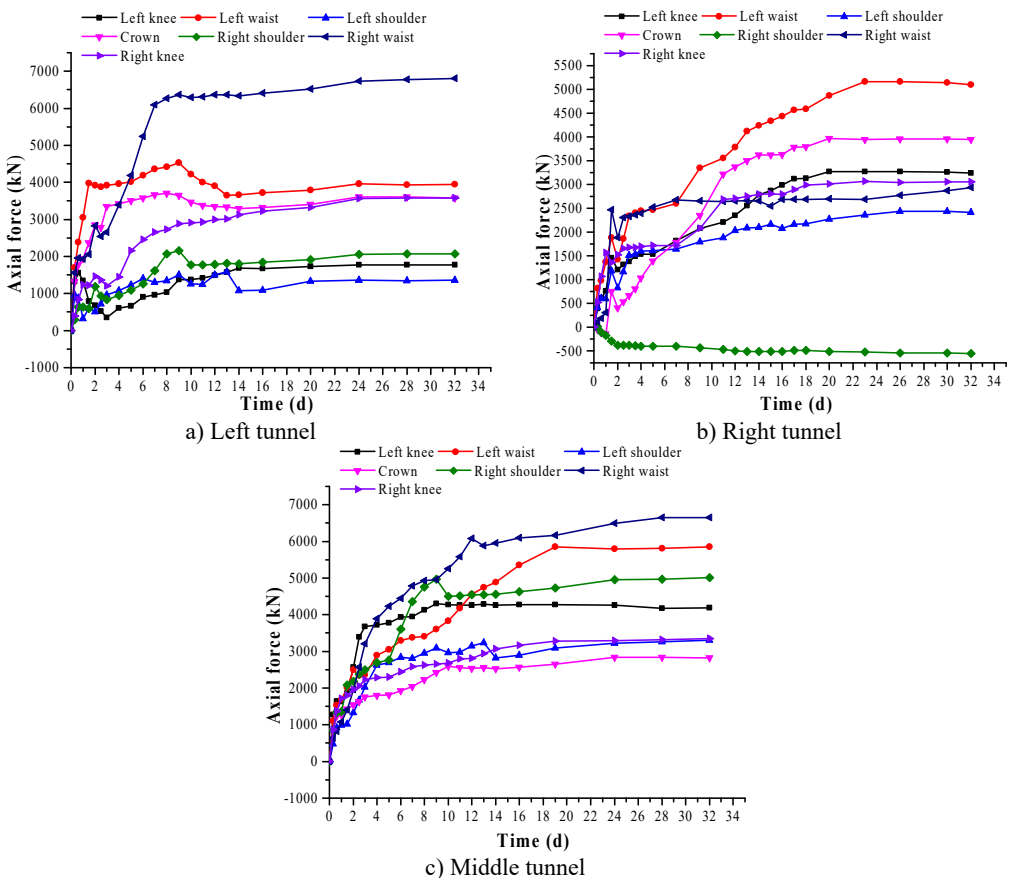 Left knee Left waist Left shoulder
Crown Right shoulder Right waist
Right knee
7000
6000
5000
4000
3000
2000
1000
0
-1000
Axial force (kN)
0 2 4 6 8 10 12 14 16 18 20 22 24 26 28 30 32 34
Time (d)
a) Left tunnel
Left knee Left waist Left shoulder
Crown Right shoulder Right waist
Right knee
5500
5000
4500
4000
3500
3000
2500
2000
1500
1000
500
0
-500
Axial force (kN)
0 2 4 6 8 10 12 14 16 18 20 22 24 26 28 30 32 34
Time (d)
b) Right tunnel
Left knee Left waist Left shoulder
Crown Right shoulder Right waist
Right knee
7000
6000
5000
4000
3000
2000
1000
0
-1000
Axial force (kN)
0 2 4 6 8 10 12 14 16 18 20 22 24 26 28 30 32 34
Time (d)
c) Middle tunnel